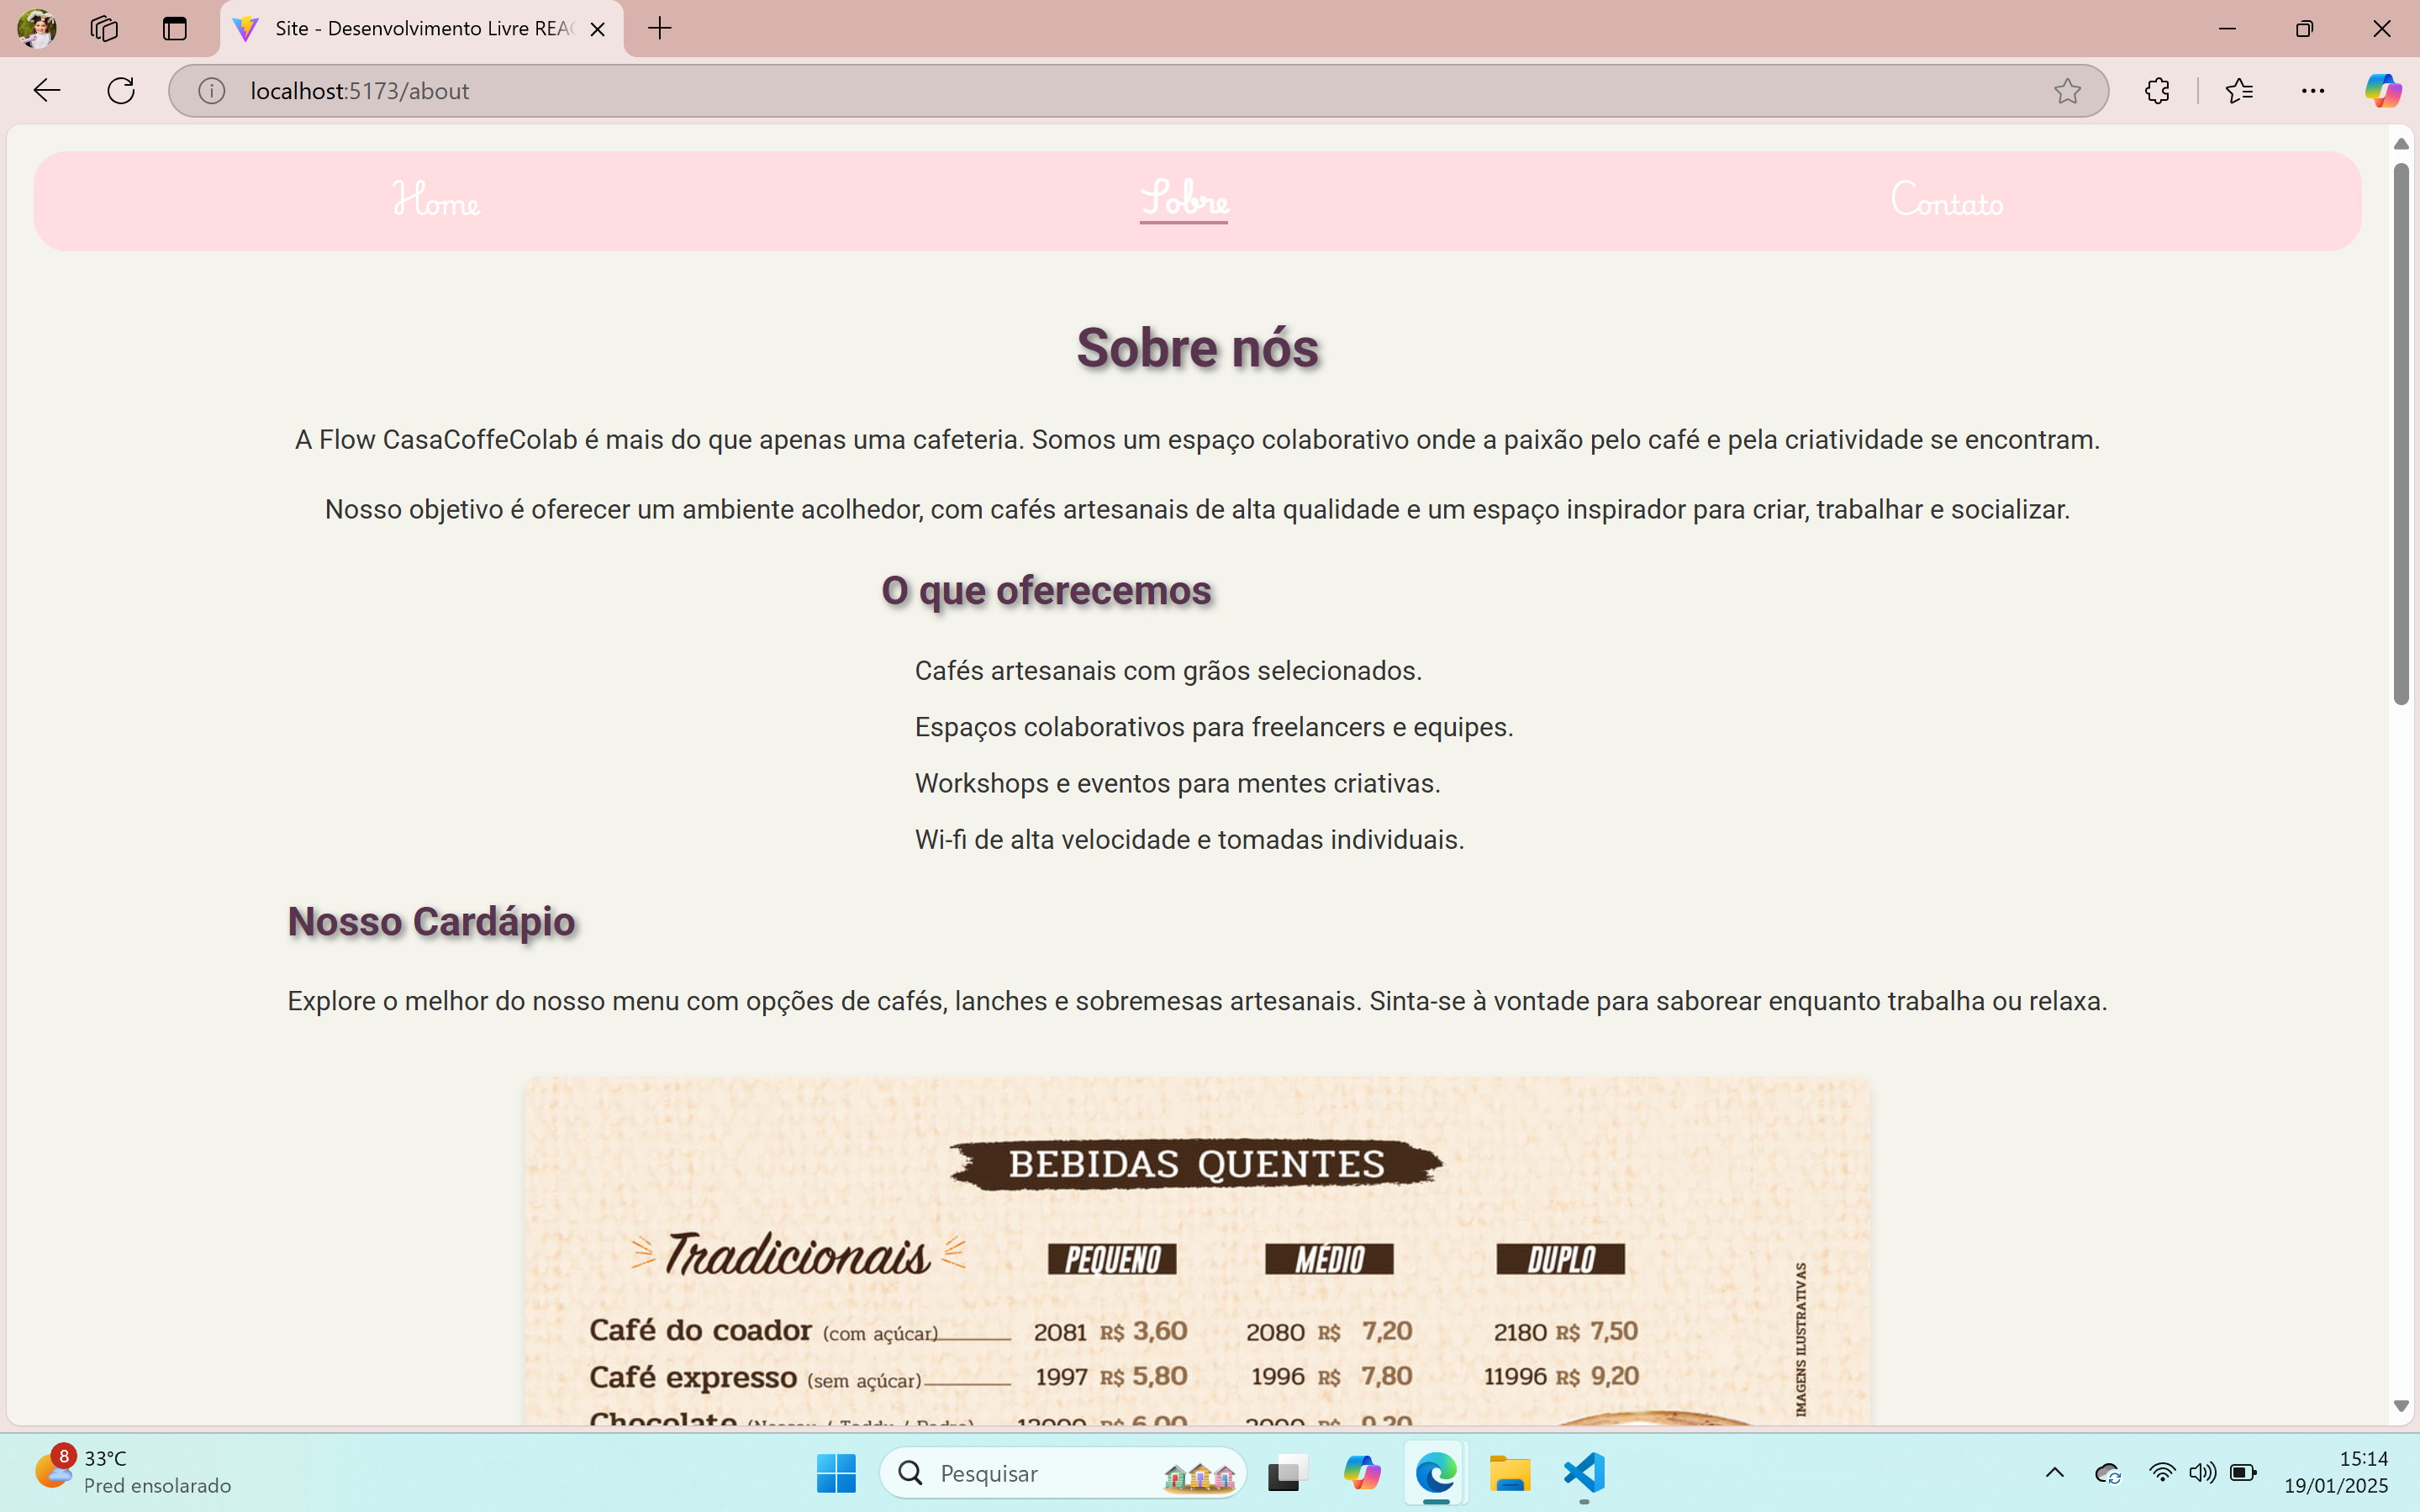 Site - Desenvolvimento Livre REAC
localhost:5173/about
Home
Sobre
Contato
Sobre nós
A Flow CasaCoffeColab é mais do que apenas uma cafeteria. Somos um espaço colaborativo onde a paixão pelo café e pela criatividade se encontram.
Nosso objetivo é oferecer um ambiente acolhedor, com cafés artesanais de alta qualidade e um espaço inspirador para criar, trabalhar e socializar.
O que oferecemos
Cafés artesanais com grãos selecionados.
Espaços colaborativos para freelancers e equipes.
Workshops e eventos para mentes criativas.
Wi-fi de alta velocidade e tomadas individuais.
Nosso Cardápio
Explore o melhor do nosso menu com opções de cafés, lanches e sobremesas artesanais. Sinta-se à vontade para saborear enquanto trabalha ou relaxa.
BEBIDAS QUENTES
Tradicionais PEQUENO MÉDIO DUPLO
Café do coador (com açúcar) 2081 R$ 3,60 2080 R$ 7,20 2180 R$ 7,50
Café expresso (sem açúcar) 1997 R$ 5,80 1996 R$ 7,80 11996 R$ 9,20
Chocolate
IMAGENS ILUSTRATIVAS
8
33°C
Pred ensolarado
Pesquisar
15:14
19/01/2025